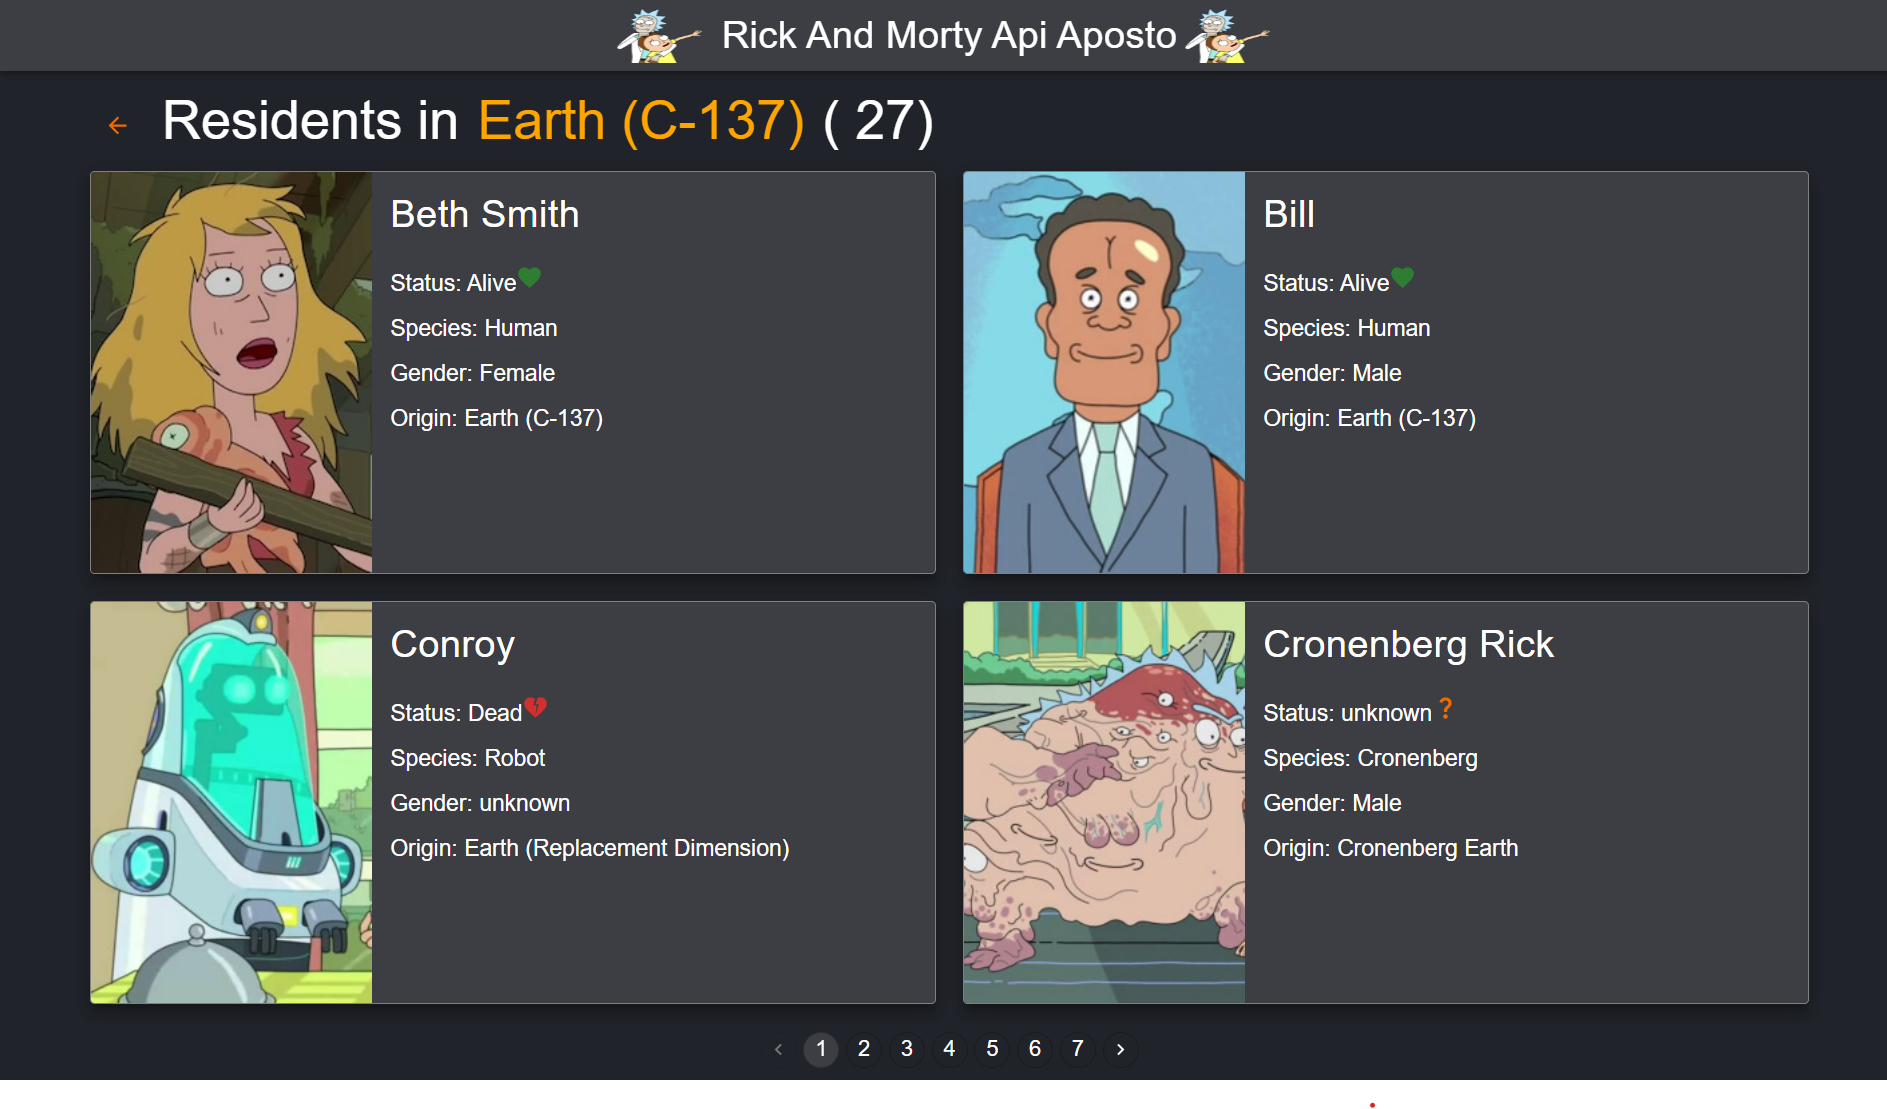 Rick And Morty Api Aposto
Residents in Earth (C-137) ( 27)
Beth Smith
Status: Alive
Species: Human
Gender: Female
Origin: Earth (C-137)
Bill
Status: Alive
Species: Human
Gender: Male
Origin: Earth (C-137)
Conroy
Status: Dead
Species: Robot
Gender: unknown
Origin: Earth (Replacement Dimension)
Cronenberg Rick
Status: unknown ?
Species: Cronenberg
Gender: Male
Origin: Cronenberg Earth
1 2 3 4 5 6 7